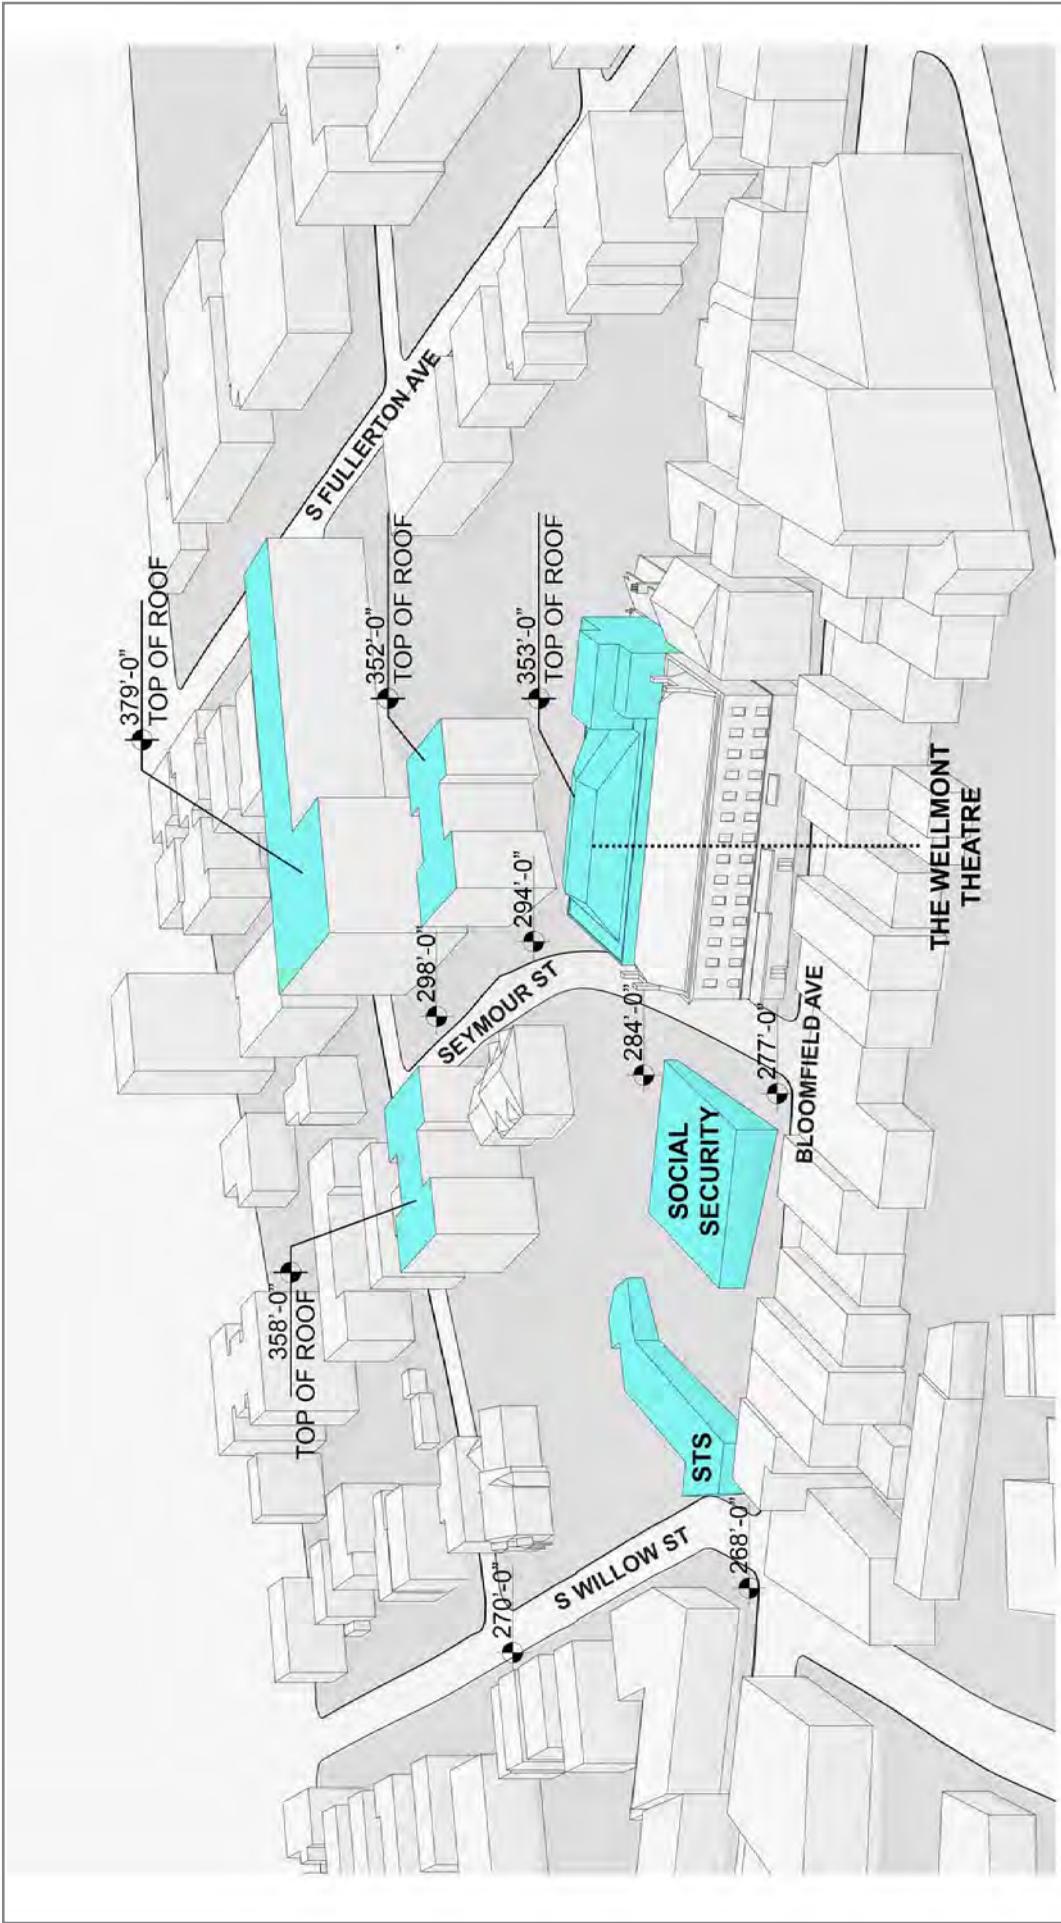 358'-0"
TOP OF ROOF
379'-0"
TOP OF ROOF
352'-0"
TOP OF ROOF
353'-0"
TOP OF ROOF
S FULLERTON AVE
298'-0"
294'-0"
SEYMOUR ST
284'-0"
277'-0"
270'-0"
S WILLOW ST
268'-0"
STS
SOCIAL
SECURITY
BLOOMFIELD AVE
THE WELLMONT
THEATRE